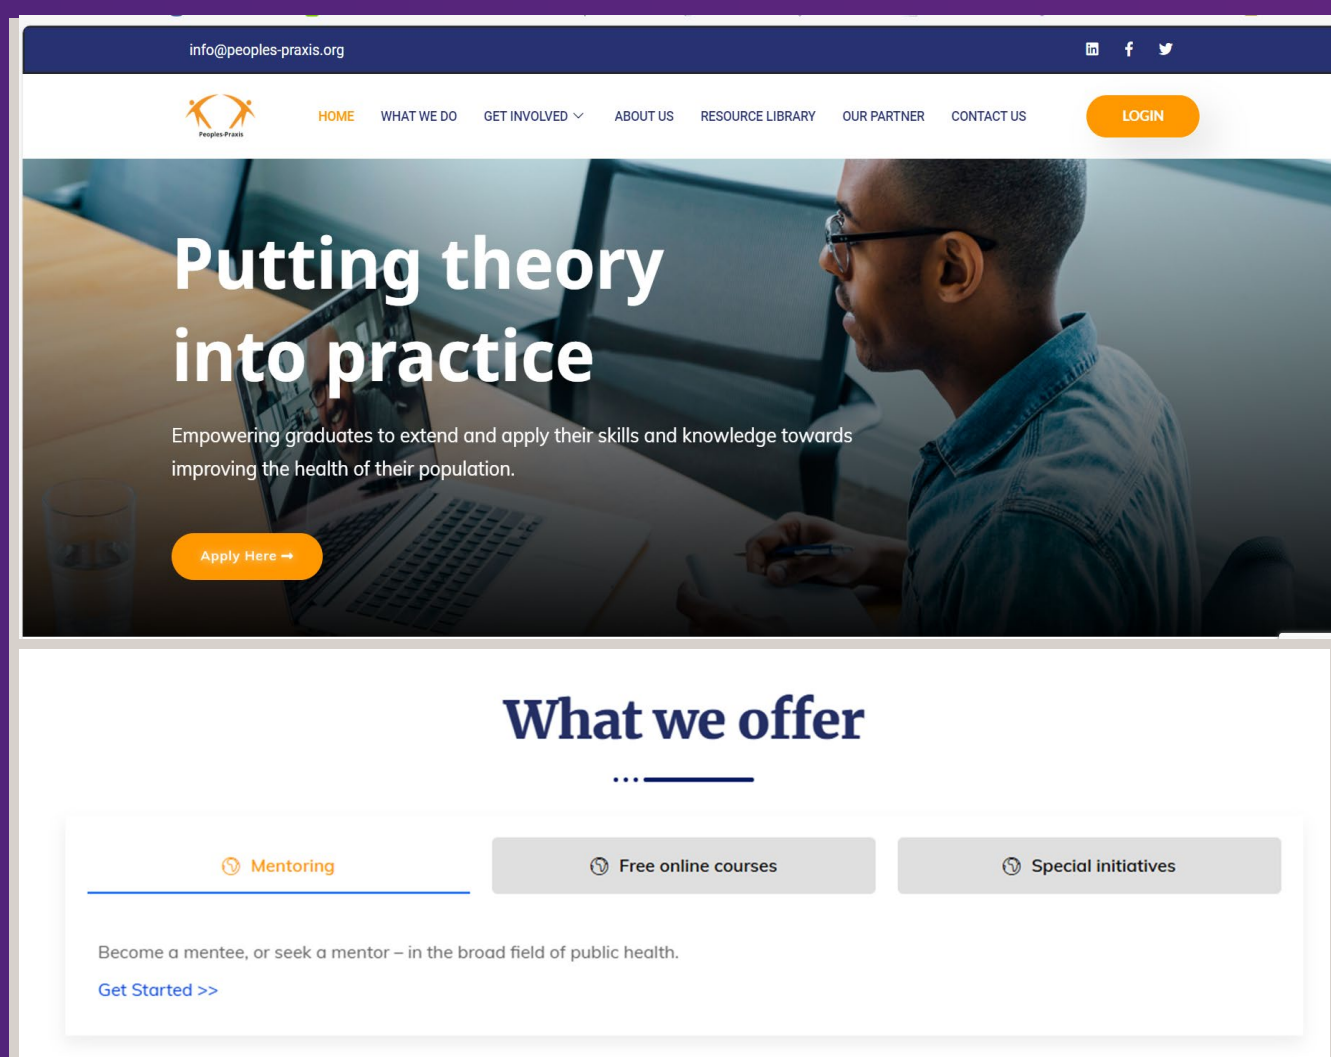 info@peoples-praxis.org
Peoples-Praxis
HOME WHAT WE DO GET INVOLVED ABOUT US RESOURCE LIBRARY OUR PARTNER CONTACT US LOGIN
Putting theory
into practice
Empowering graduates to extend and apply their skills and knowledge towards
improving the health of their population.
Apply Here →
What we offer
Mentoring Free online courses Special initiatives
Become a mentee, or seek a mentor – in the broad field of public health.
Get Started >>